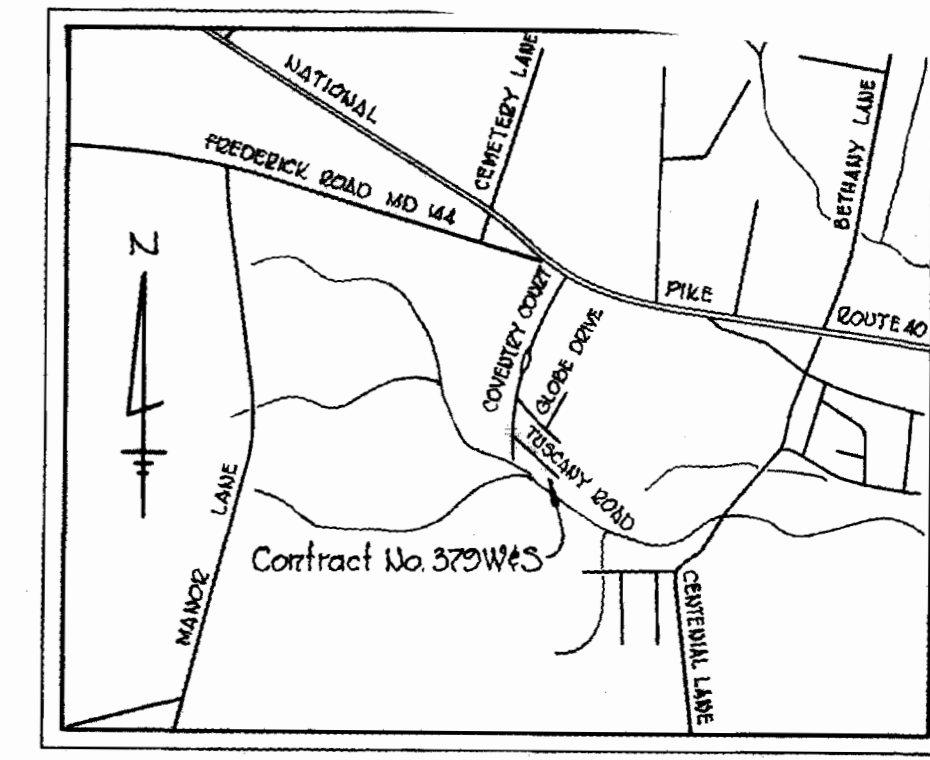 NATIONAL
CEMETERY LANE
BETHANY LANE
FREDERICK ROAD MD 144
N
PIKE
ROUTE 40
COVENTRY COURT
GLOBE DRIVE
TUSCANY ROAD
LANE
MANOR
Contract No. 379W&S
CENTENIAL LANE